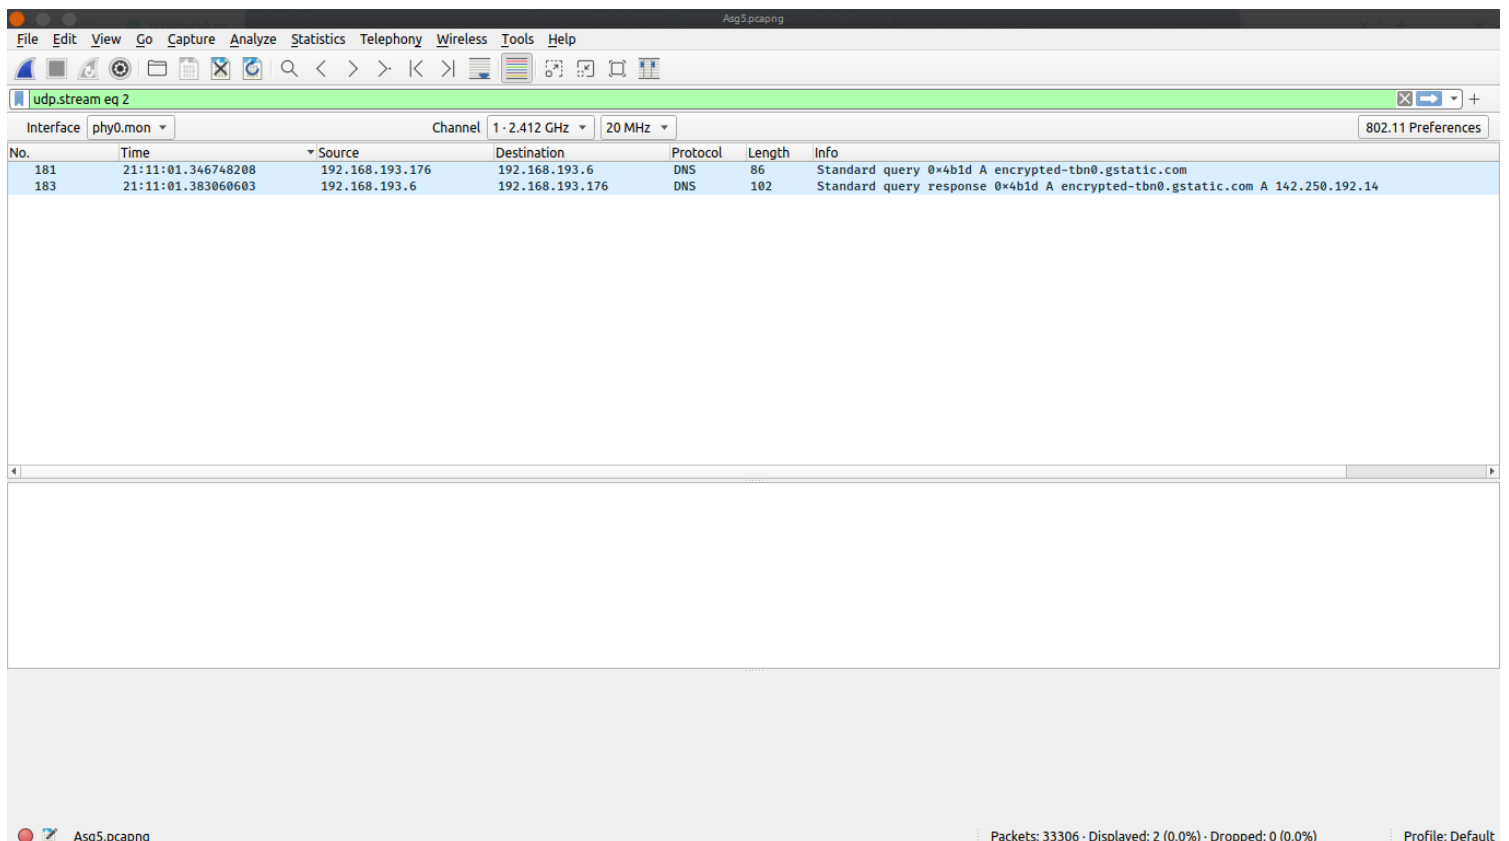 Asg5.pcapng
File Edit View Go Capture Analyze Statistics Telephony Wireless Tools Help
udp.stream eq 2
Interface phy0.mon Channel 1 · 2.412 GHz 20 MHz 802.11 Preferences
No. Time Source Destination Protocol Length Info
181 21:11:01.346748208 192.168.193.176 192.168.193.6 DNS 86 Standard query 0×4b1d A encrypted-tbn0.gstatic.com
183 21:11:01.383060603 192.168.193.6 192.168.193.176 DNS 102 Standard query response 0×4b1d A encrypted-tbn0.gstatic.com A 142.250.192.14
Asg5.pcapng Packets: 33306 · Displayed: 2 (0.0%) · Dropped: 0 (0.0%) Profile: Default